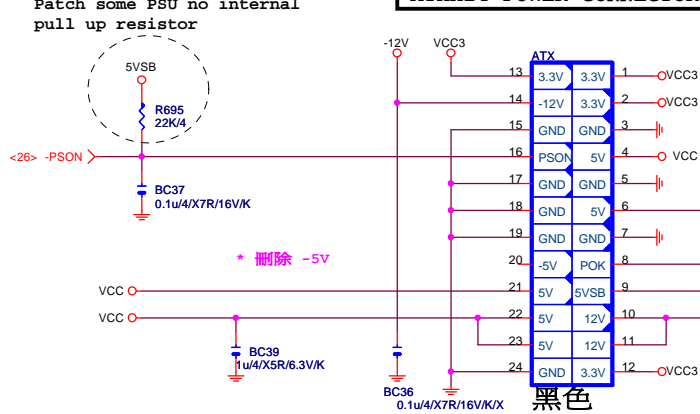 Patch some PSU no internal
pull up resistor
5VSB
R695
22K/4
<26> -PSON
BC37
0.1u/4/X7R/16V/K
* 刪除 -5V
VCC
VCC
BC39
1u/4/X5R/6.3V/K
-12V
VCC3
BC36
0.1u/4/X7R/16V/K/X
ATX
13 3.3V 3.3V 1 VCC3
14 -12V 3.3V 2 VCC3
15 GND GND 3
16 PSON 5V 4 VCC
17 GND GND 5
18 GND 5V 6
19 GND GND 7
20 -5V POK 8
21 5V 5VSB 9
22 5V 12V 10
23 5V 12V 11
24 GND 3.3V 12 VCC3
黑色